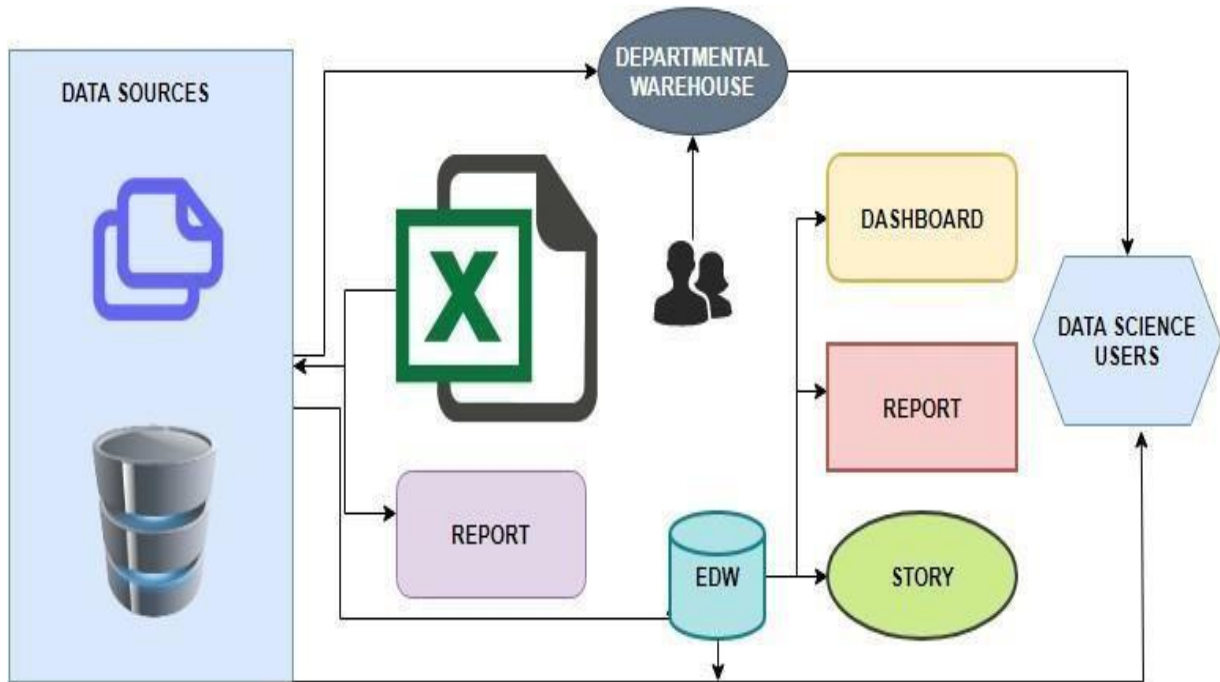 DATA SOURCES
DEPARTMENTAL
WAREHOUSE
X
DASHBOARD
DATA SCIENCE
USERS
REPORT
REPORT
EDW
STORY